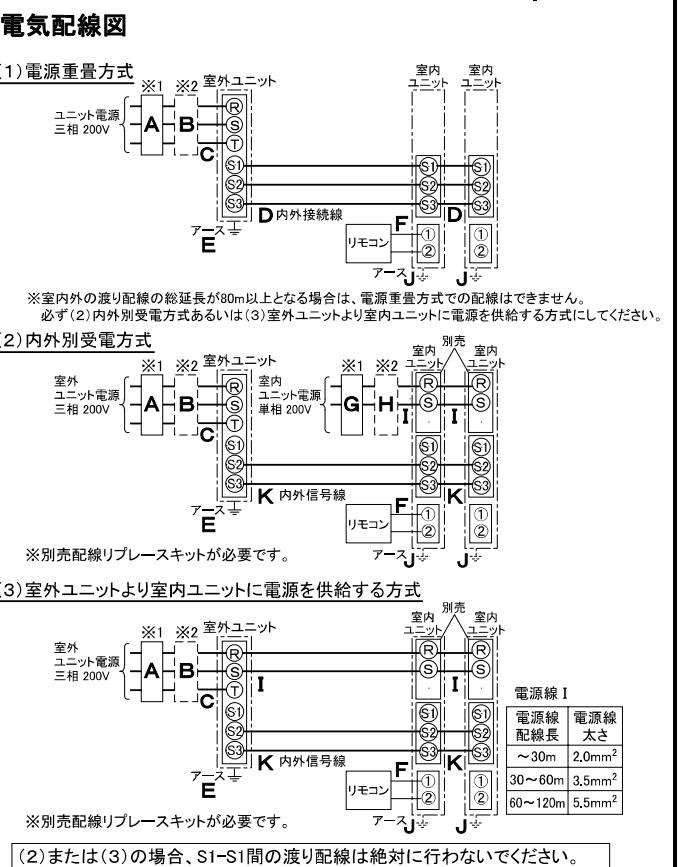 電気配線図
(1)電源重畳方式
※1 ※2 室外ユニット 室内ユニット 室内ユニット
ユニット電源
三相 200V
A B C
R
S
T
S1 S1 S1
S2 S2 S2
S3 S3 S3
D 内外接続線 F D
アース
E
リモコン ① ①
② ②
アース J J
※室内外の渡り配線の総延長が80m以上となる場合は、電源重畳方式での配線はできません。
必ず(2)内外別受電方式あるいは(3)室外ユニットより室内ユニットに電源を供給する方式にしてください。
(2)内外別受電方式
別売
※1 ※2 室外ユニット ※1 ※2 室内ユニット 室内ユニット
室外
ユニット電源
三相 200V
A B C
室内
ユニット電源
単相 200V
G H I I
R R R
S S S
T
S1 S1 S1
S2 S2 S2
S3 S3 S3
K 内外信号線 F K
アース
E
リモコン ① ①
② ②
アース J J
※別売配線リプレースキットが必要です。
(3)室外ユニットより室内ユニットに電源を供給する方式
別売
※1 ※2 室外ユニット 室内ユニット 室内ユニット
室外
ユニット電源
三相 200V
A B C
R R R
S I S I S
T
S1 S1 S1
S2 S2 S2
S3 S3 S3
K 内外信号線 F K
アース
E
リモコン ① ①
② ②
アース J J
電源線 I
電源線配線長 電源線太さ
~30m 2.0mm²
30~60m 3.5mm²
60~120m 5.5mm²
※別売配線リプレースキットが必要です。
(2)または(3)の場合、S1-S1間の渡り配線は絶対に行わないでください。